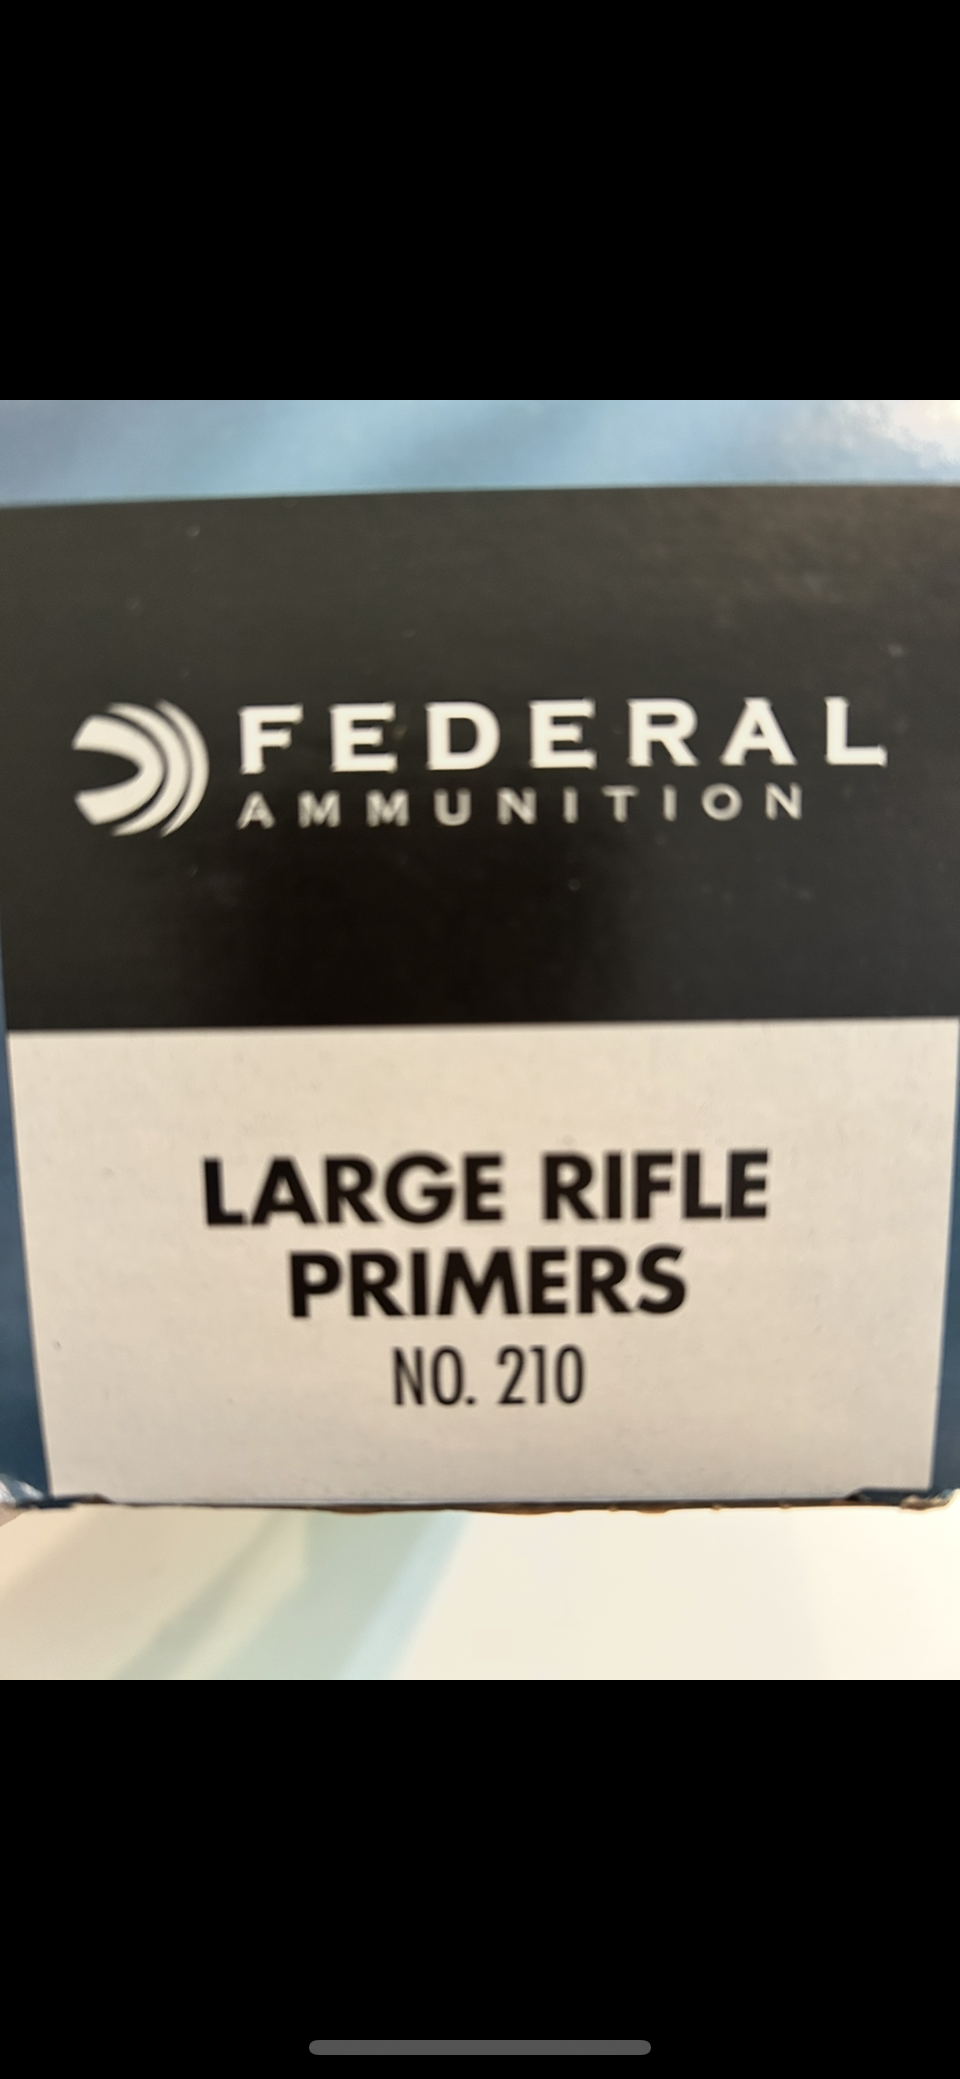 FEDERAL
AMMUNITION
LARGE RIFLE
PRIMERS
NO. 210